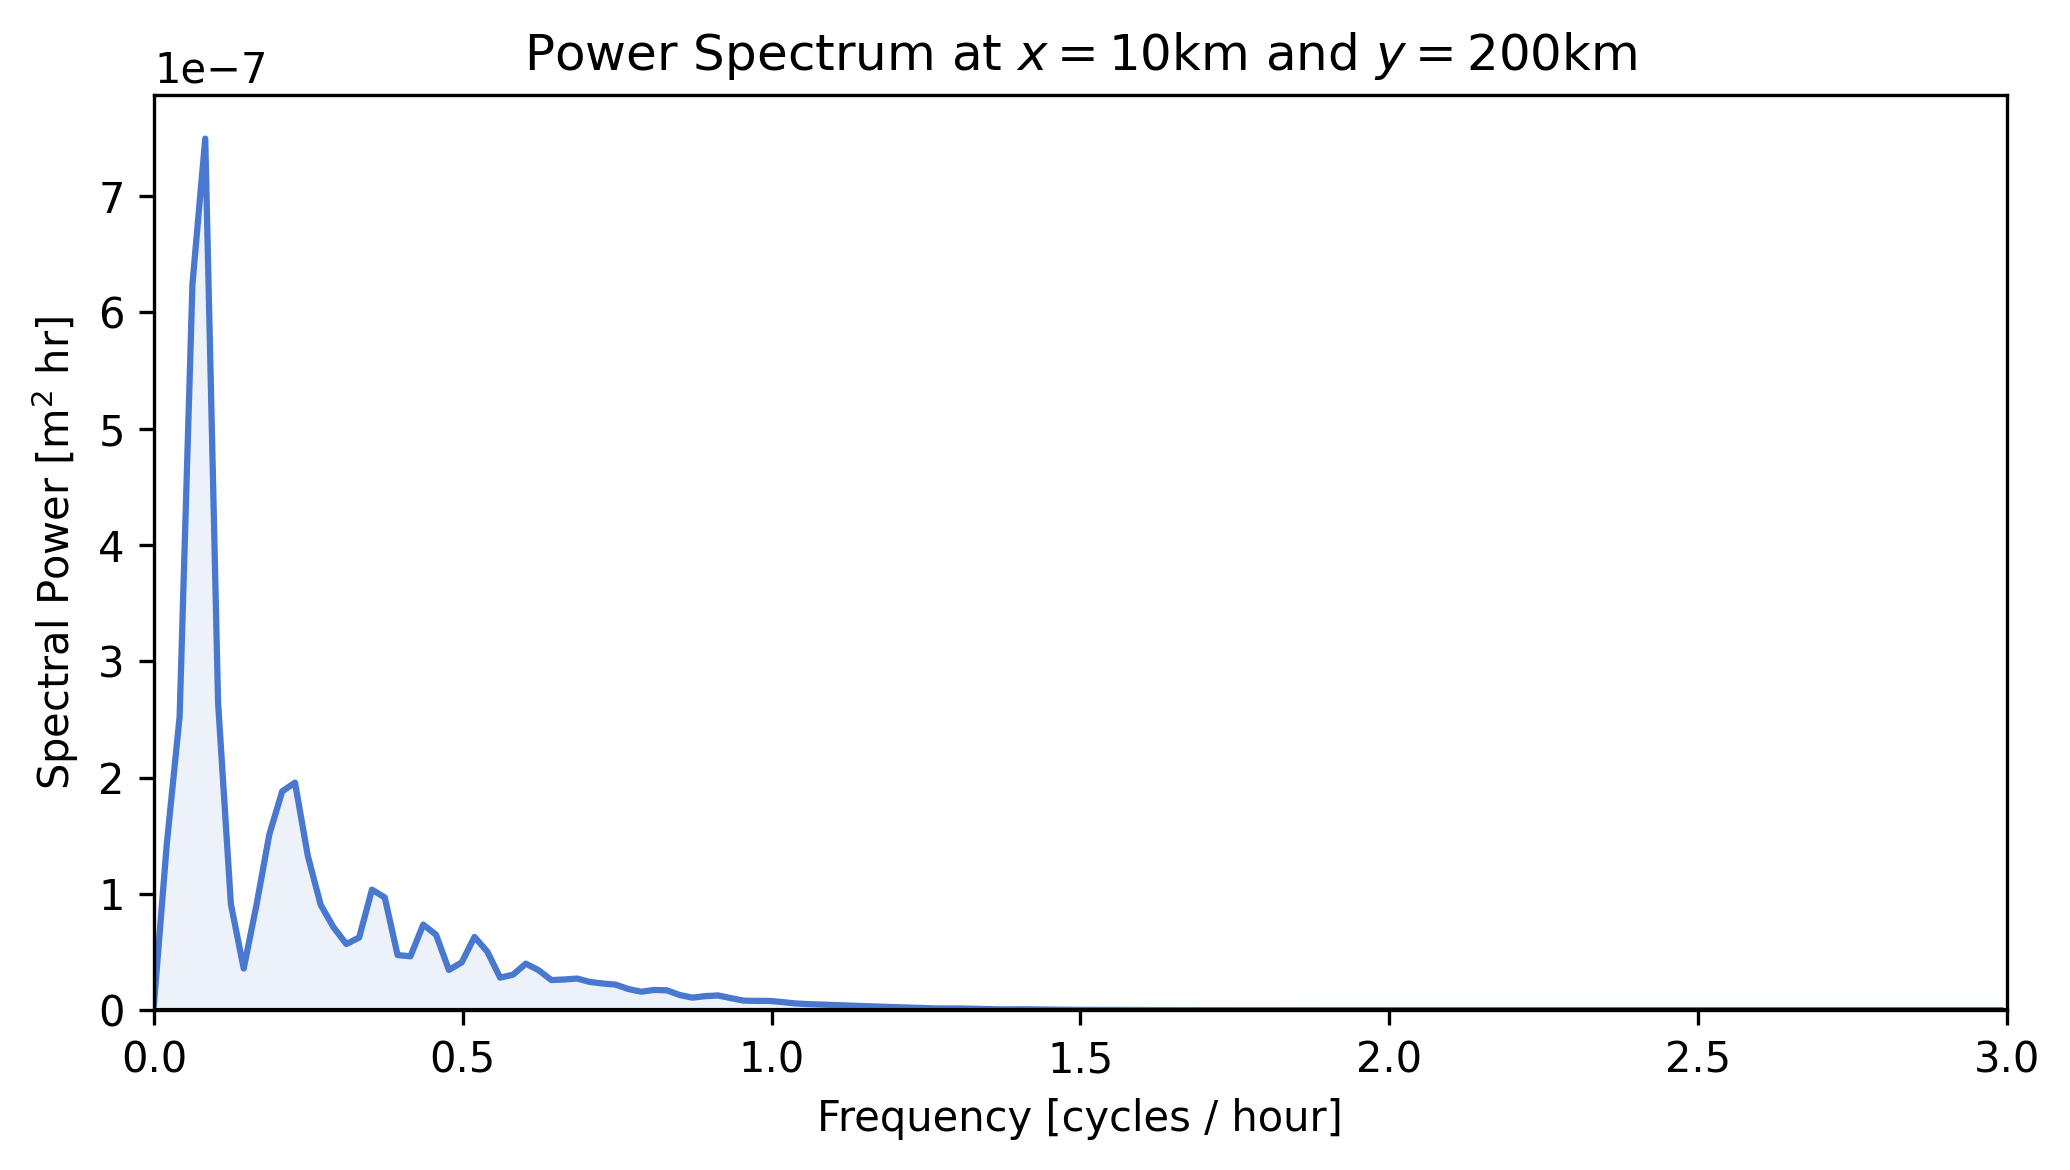 Power Spectrum at x = 10km and y = 200km
1e−7
7
6
5
4
3
2
1
0
Spectral Power [m² hr]
0.0 0.5 1.0 1.5 2.0 2.5 3.0
Frequency [cycles / hour]